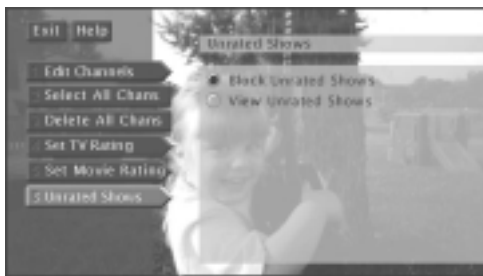 Exit Help
Edit Channels
Select All Chans
Delete All Chans
Set TV Rating
Set Movie Rating
Unrated Shows
Unrated Shows
Block Unrated Shows
View Unrated Shows